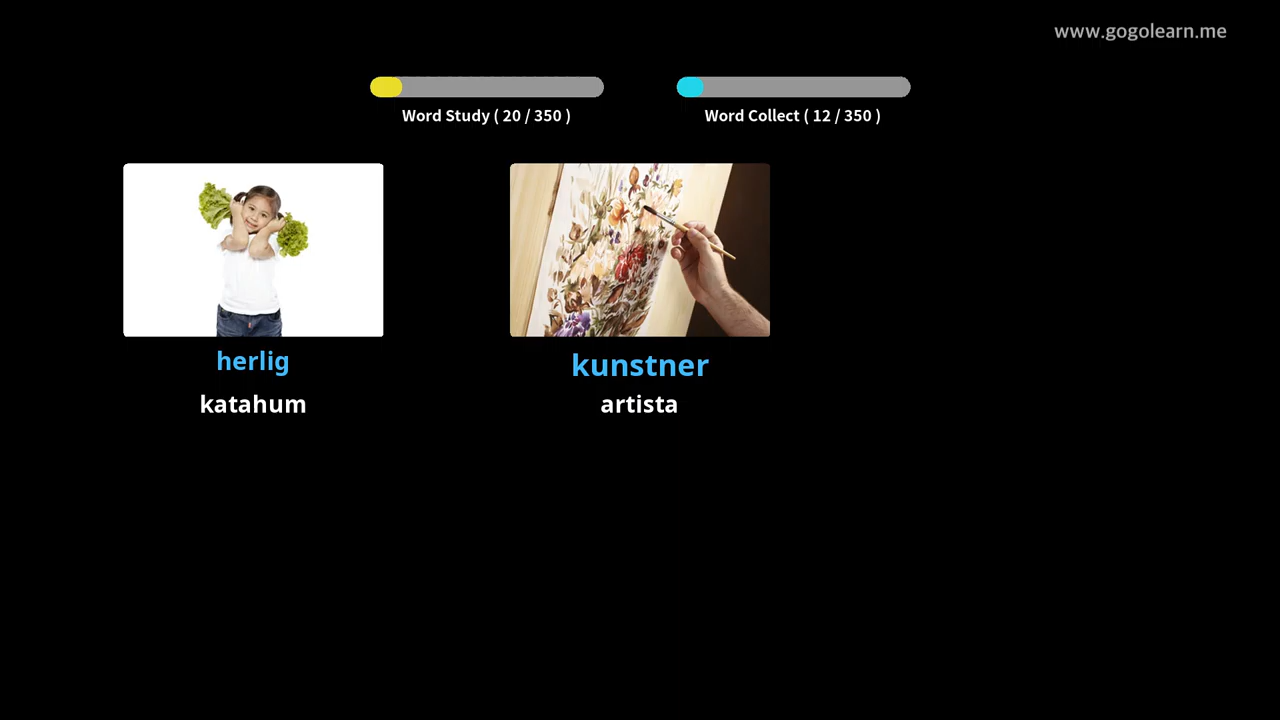 www.gogolearn.me
Word Study ( 20 / 350 )
Word Collect ( 12 / 350 )
herlig
katahum
kunstner
artista